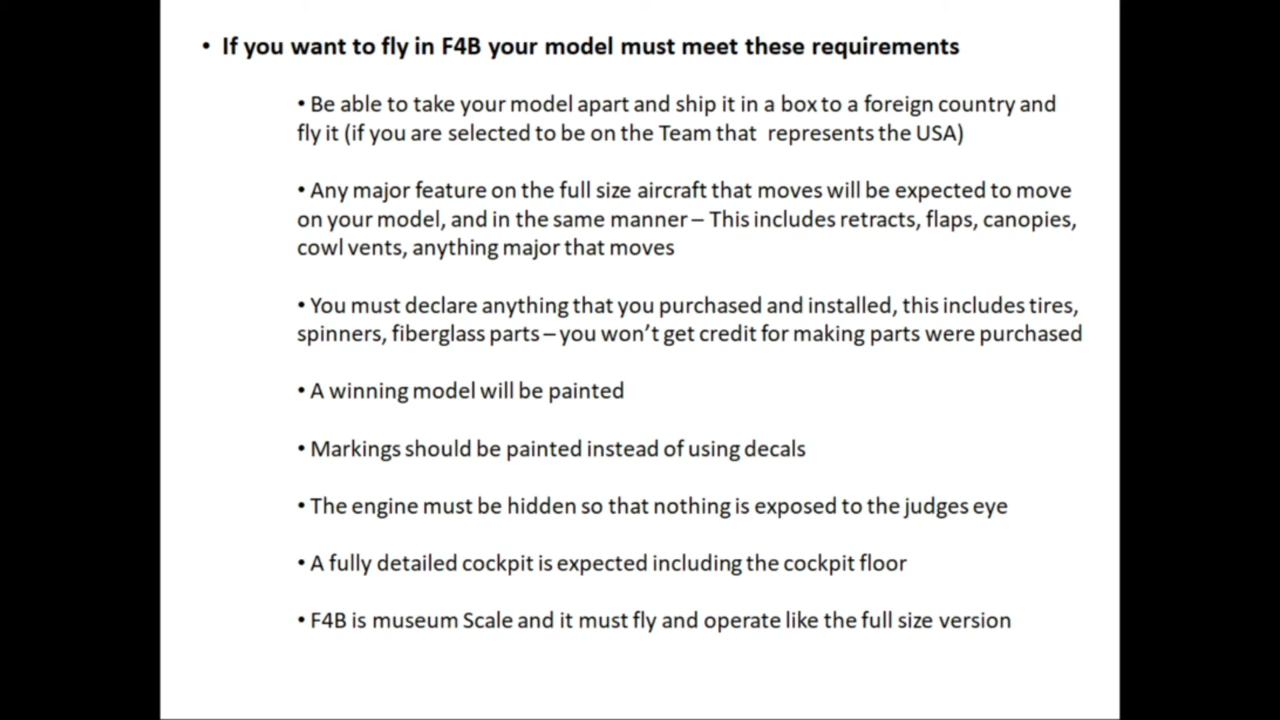 • If you want to fly in F4B your model must meet these requirements
• Be able to take your model apart and ship it in a box to a foreign country and
fly it (if you are selected to be on the Team that represents the USA)
• Any major feature on the full size aircraft that moves will be expected to move
on your model, and in the same manner – This includes retracts, flaps, canopies,
cowl vents, anything major that moves
• You must declare anything that you purchased and installed, this includes tires,
spinners, fiberglass parts – you won't get credit for making parts were purchased
• A winning model will be painted
• Markings should be painted instead of using decals
• The engine must be hidden so that nothing is exposed to the judges eye
• A fully detailed cockpit is expected including the cockpit floor
• F4B is museum Scale and it must fly and operate like the full size version